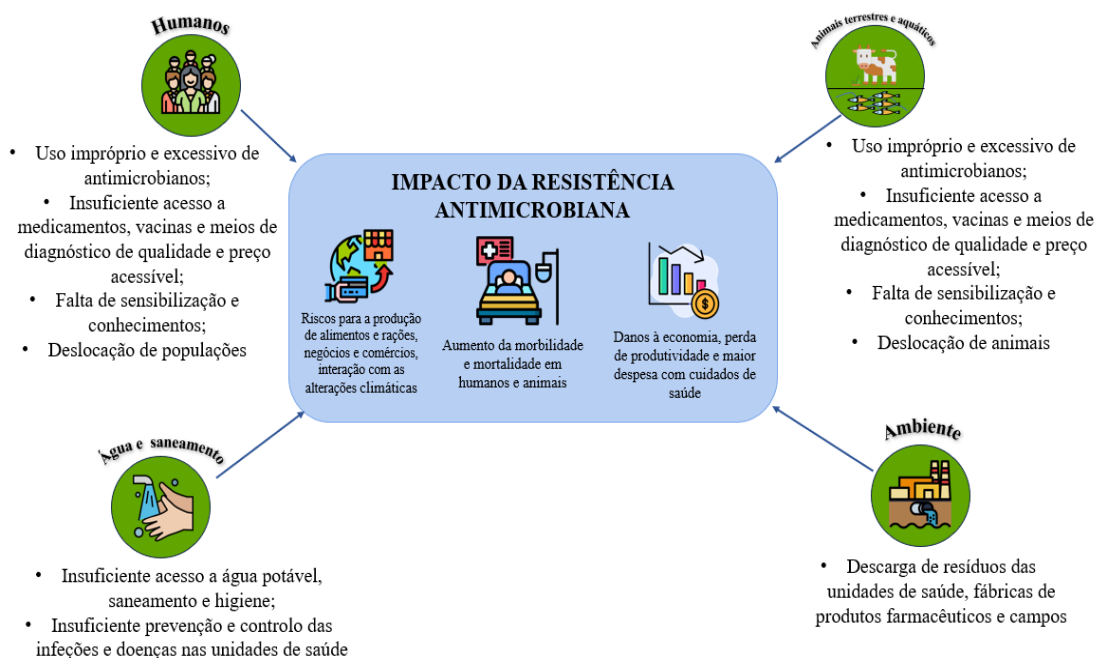 Humanos
• Uso impróprio e excessivo de
antimicrobianos;
• Insuficiente acesso a
medicamentos, vacinas e meios de
diagnóstico de qualidade e preço
acessível;
• Falta de sensibilização e
conhecimentos;
• Deslocação de populações
Animais terrestres e aquáticos
• Uso impróprio e excessivo de
antimicrobianos;
• Insuficiente acesso a
medicamentos, vacinas e meios de
diagnóstico de qualidade e preço
acessível;
• Falta de sensibilização e
conhecimentos;
• Deslocação de animais
IMPACTO DA RESISTÊNCIA
ANTIMICROBIANA
Riscos para a produção
de alimentos e rações,
negócios e comércios,
interação com as
alterações climáticas
Aumento da morbilidade
e mortalidade em
humanos e animais
$
Danos à economia, perda
de produtividade e maior
despesa com cuidados de
saúde
Água e saneamento
• Insuficiente acesso a água potável,
saneamento e higiene;
• Insuficiente prevenção e controlo das
infeções e doenças nas unidades de saúde
Ambiente
• Descarga de resíduos das
unidades de saúde, fábricas de
produtos farmacêuticos e campos